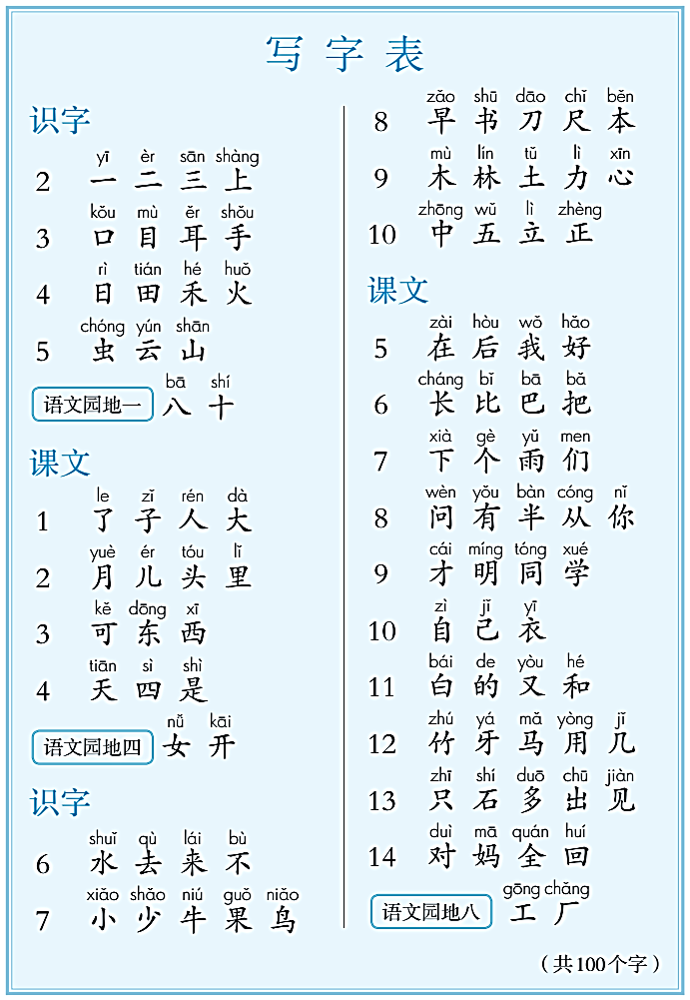 写字表
识字
yī èr sān shàng
2 一 二 三 上
kǒu mù ěr shǒu
3 口 目 耳 手
rì tián hé huǒ
4 日 田 禾 火
chóng yún shān
5 虫 云 山
bā shí
语文园地一 八 十
课文
le zǐ rén dà
1 了 子 人 大
yuè ér tóu lǐ
2 月 儿 头 里
kě dōng xī
3 可 东 西
tiān sì shì
4 天 四 是
nǚ kāi
语文园地四 女 开
识字
shuǐ qù lái bù
6 水 去 来 不
xiǎo shǎo niú guǒ niǎo
7 小 少 牛 果 鸟
zǎo shū dāo chǐ běn
8 早 书 刀 尺 本
mù lín tǔ lì xīn
9 木 林 土 力 心
zhōng wǔ lì zhèng
10 中 五 立 正
课文
zài hòu wǒ hǎo
5 在 后 我 好
cháng bǐ bā bǎ
6 长 比 巴 把
xià gè yǔ men
7 下 个 雨 们
wèn yǒu bàn cóng nǐ
8 问 有 半 从 你
cái míng tóng xué
9 才 明 同 学
zì jǐ yī
10 自 己 衣
bái de yòu hé
11 白 的 又 和
zhú yá mǎ yòng jǐ
12 竹 牙 马 用 几
zhī shí duō chū jiàn
13 只 石 多 出 见
duì mā quán huí
14 对 妈 全 回
gōng chǎng
语文园地八 工 厂
（共100个字）